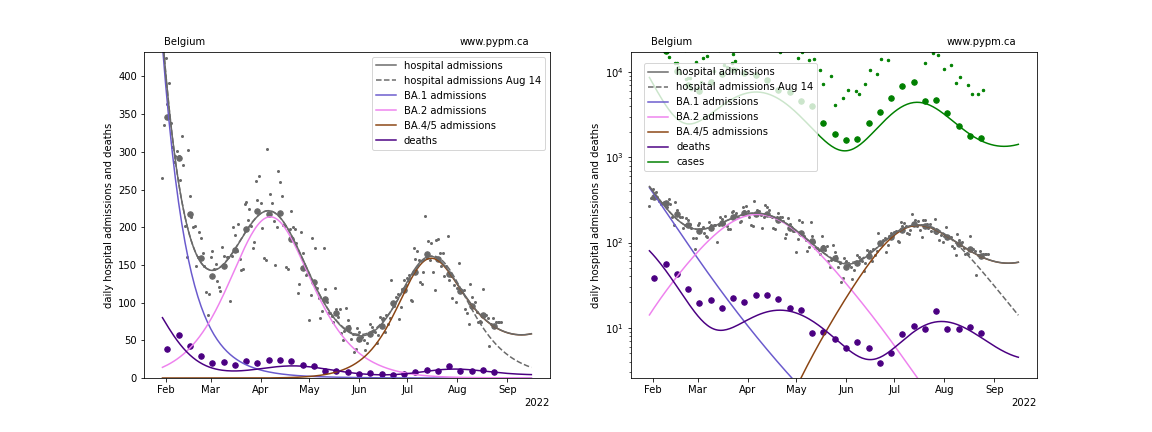 Belgium
www.pypm.ca
daily hospital admissions and deaths
400
350
300
250
200
150
100
50
0
hospital admissions
hospital admissions Aug 14
BA.1 admissions
BA.2 admissions
BA.4/5 admissions
deaths
Feb
Mar
Apr
May
Jun
Jul
Aug
Sep
2022
Belgium
www.pypm.ca
daily hospital admissions and deaths
10⁴
10³
10²
10¹
hospital admissions
hospital admissions Aug 14
BA.1 admissions
BA.2 admissions
BA.4/5 admissions
deaths
cases
Feb
Mar
Apr
May
Jun
Jul
Aug
Sep
2022